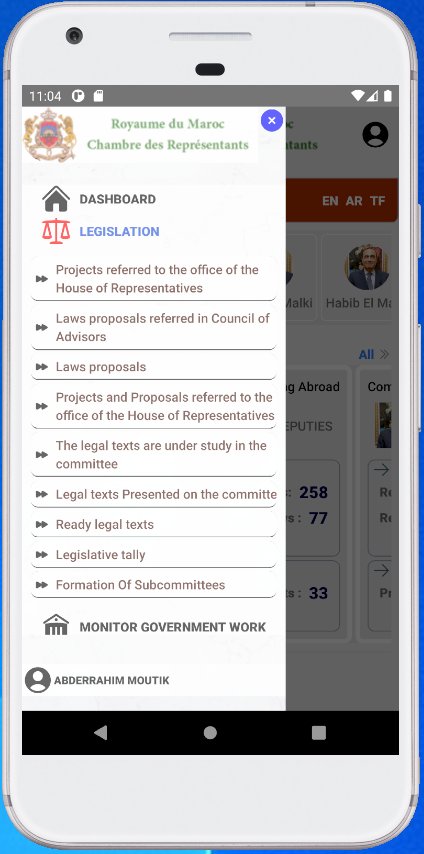 11:04
Royaume du Maroc
Chambre des Représentants
EN AR TF
DASHBOARD
LEGISLATION
Projects referred to the office of the
House of Representatives
Laws proposals referred in Council of
Advisors
Laws proposals
Projects and Proposals referred to the
office of the House of Representatives
The legal texts are under study in the
committee
Legal texts Presented on the committe
Ready legal texts
Legislative tally
Formation Of Subcommittees
MONITOR GOVERNMENT WORK
ABDERRAHIM MOUTIK
Malki
Habib El Ma
All
ng Abroad
Com
EPUTIES
: 258
s : 77
s : 33
Re
Re
Pr